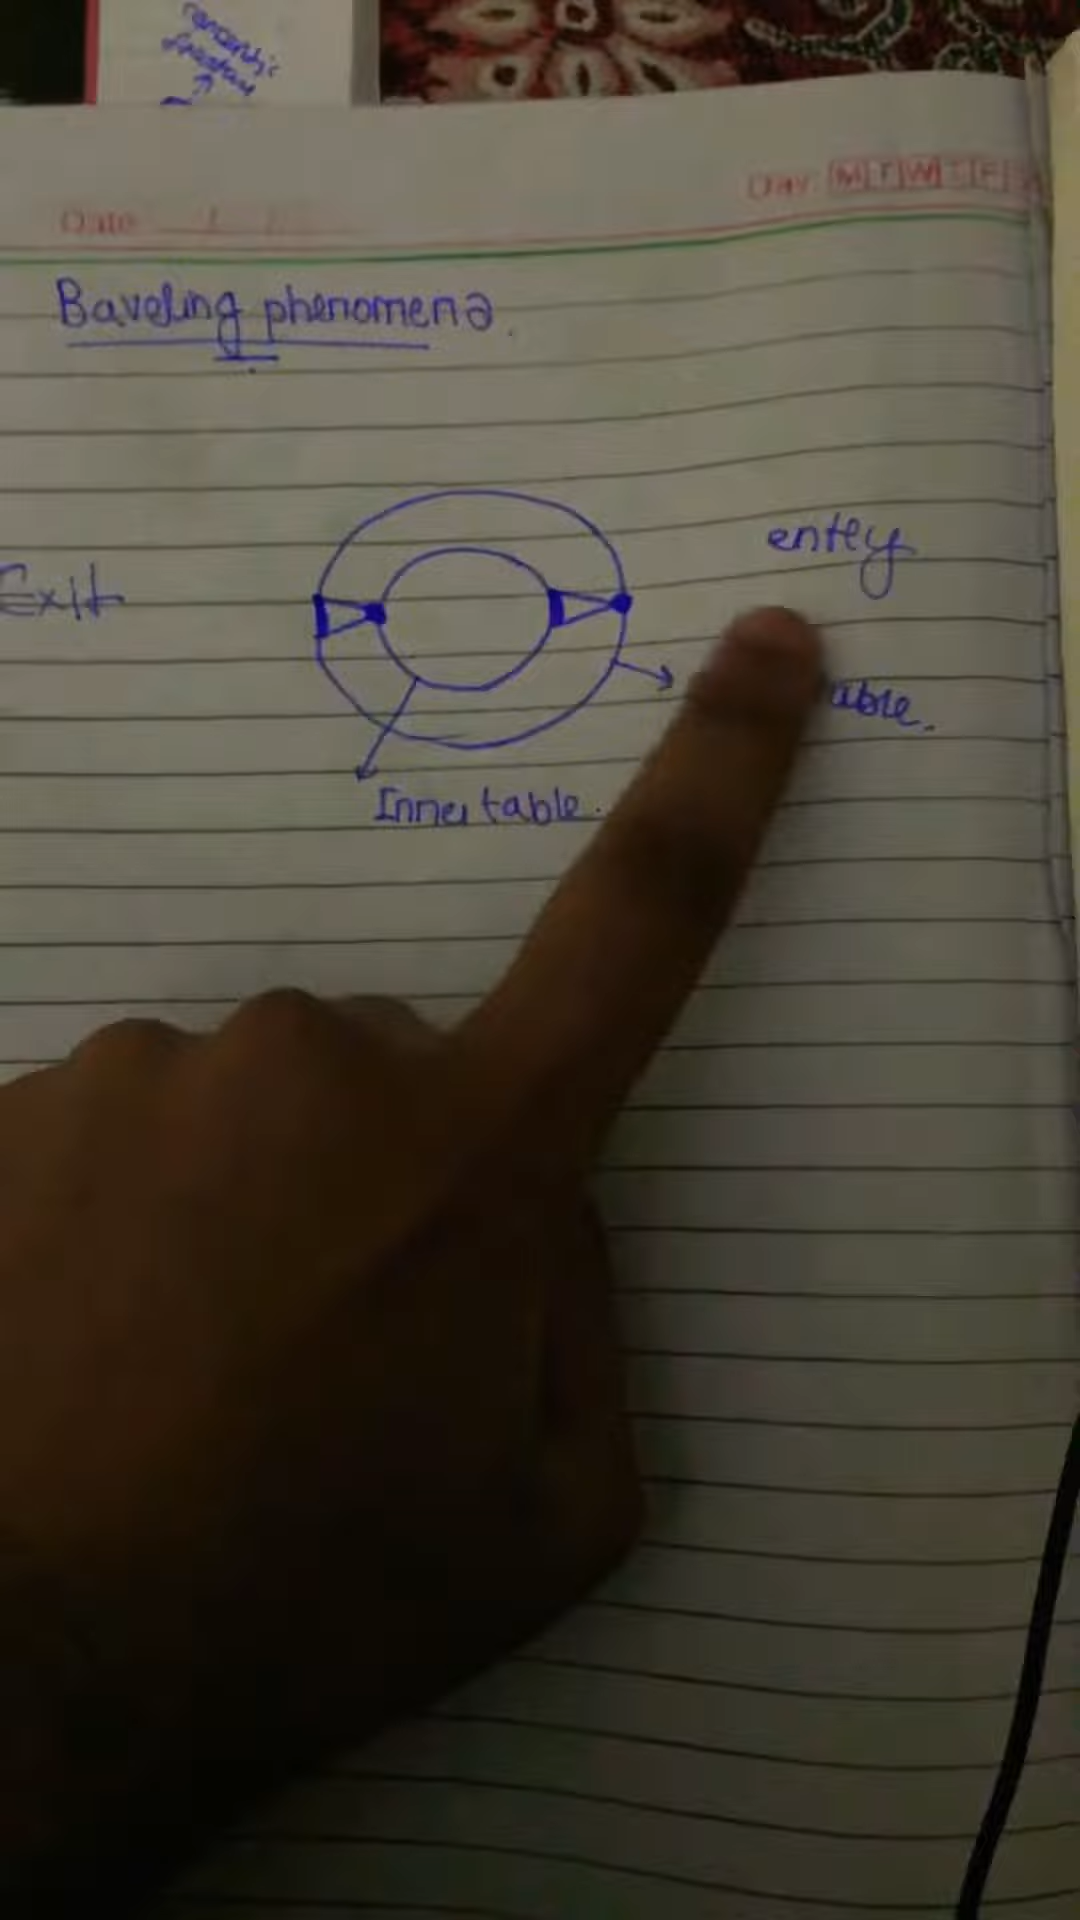 Day M T W T F
Date
Baveling phenomena.
entry
Exit
able.
Inner table.